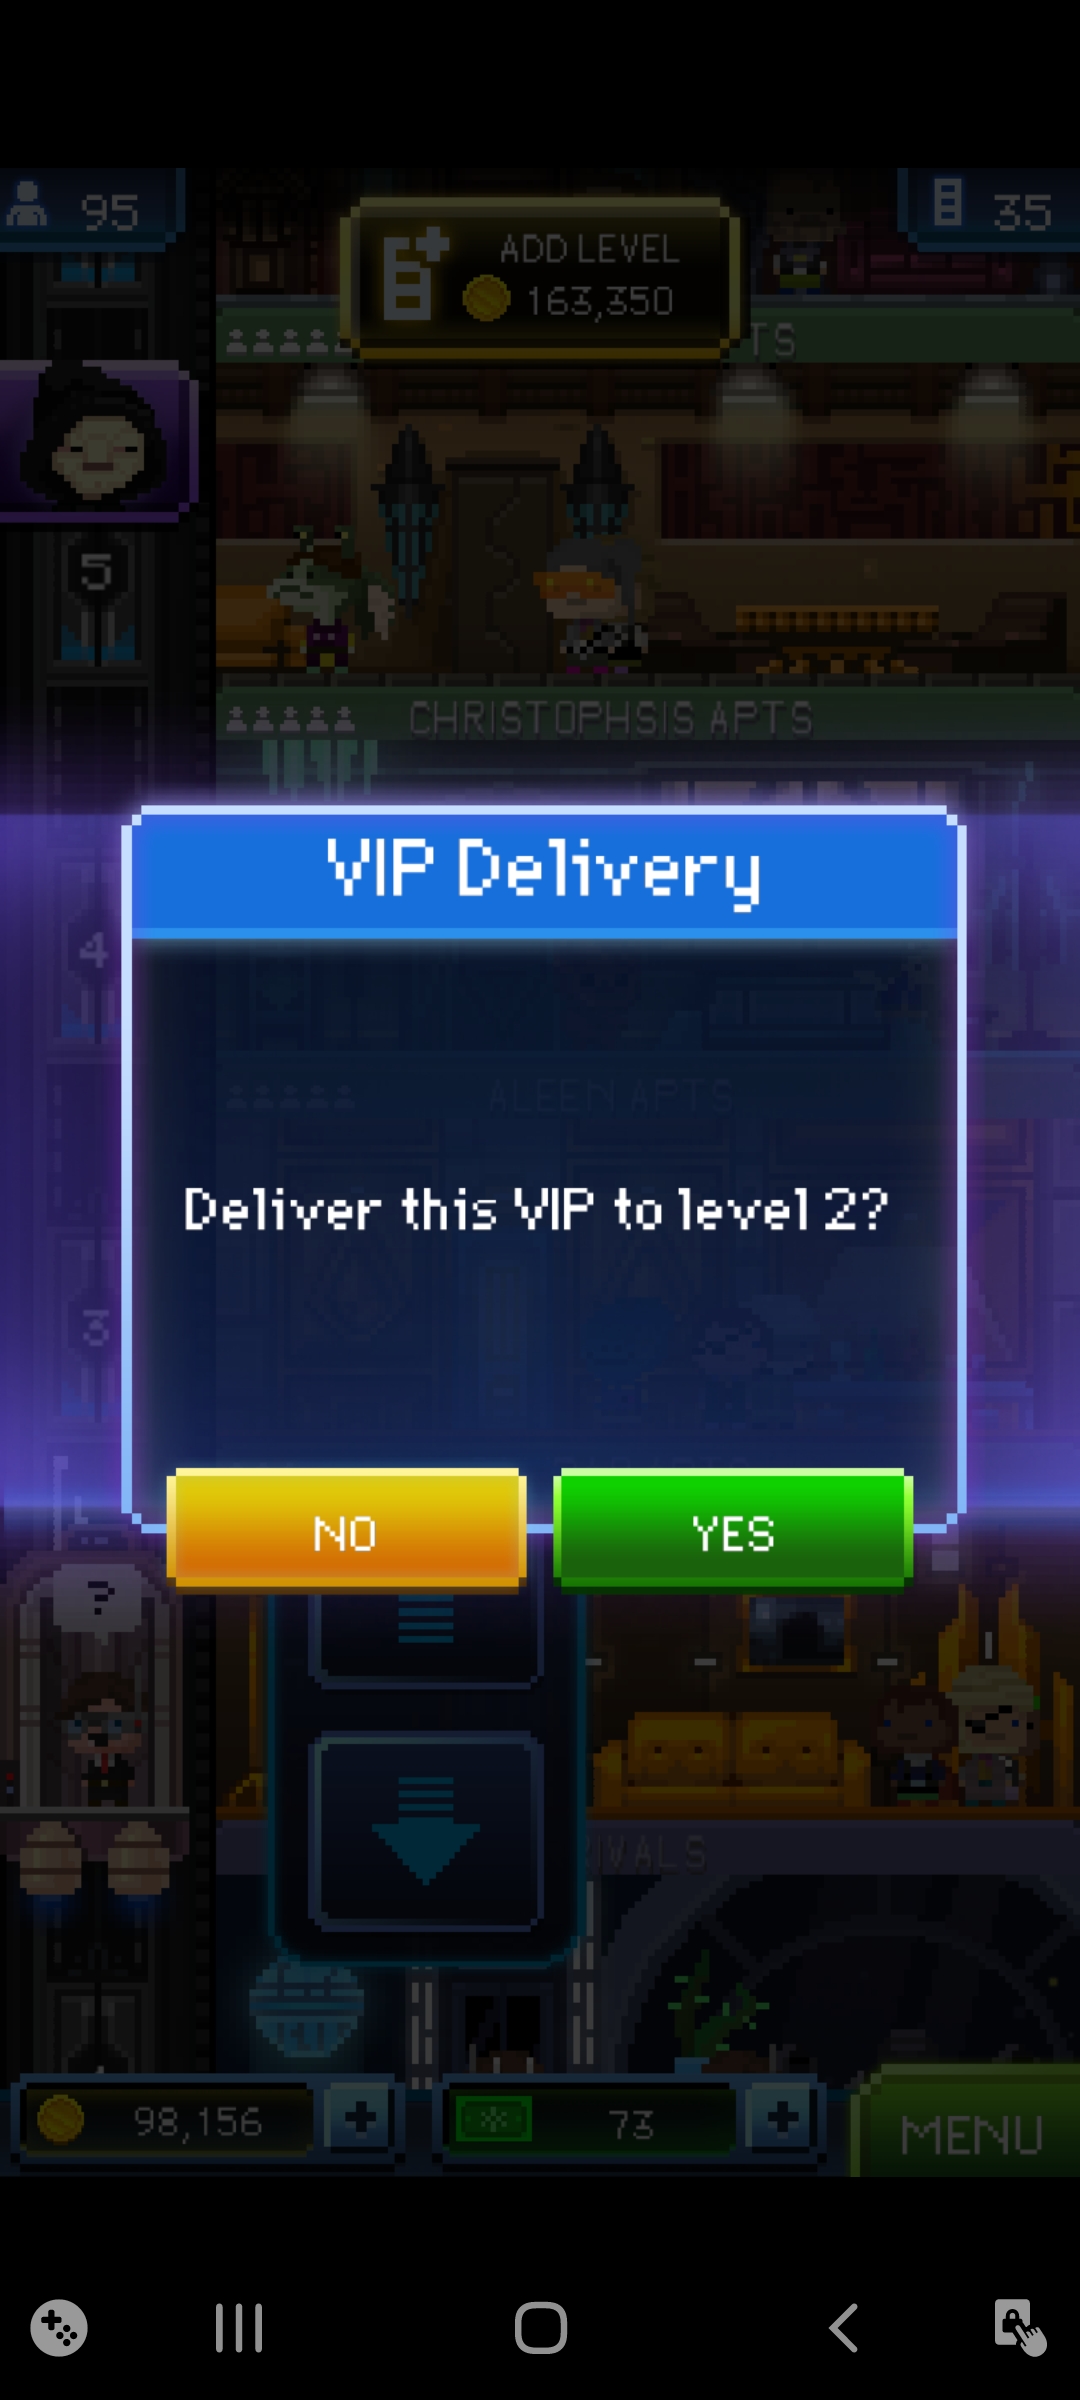 95
ADD LEVEL
163,350
35
TS
5
CHRISTOPHSIS APTS
VIP Delivery
4
ALEEN APTS
Deliver this VIP to level 2?
3
NO
YES
?
IVALS
98,156
73
MENU